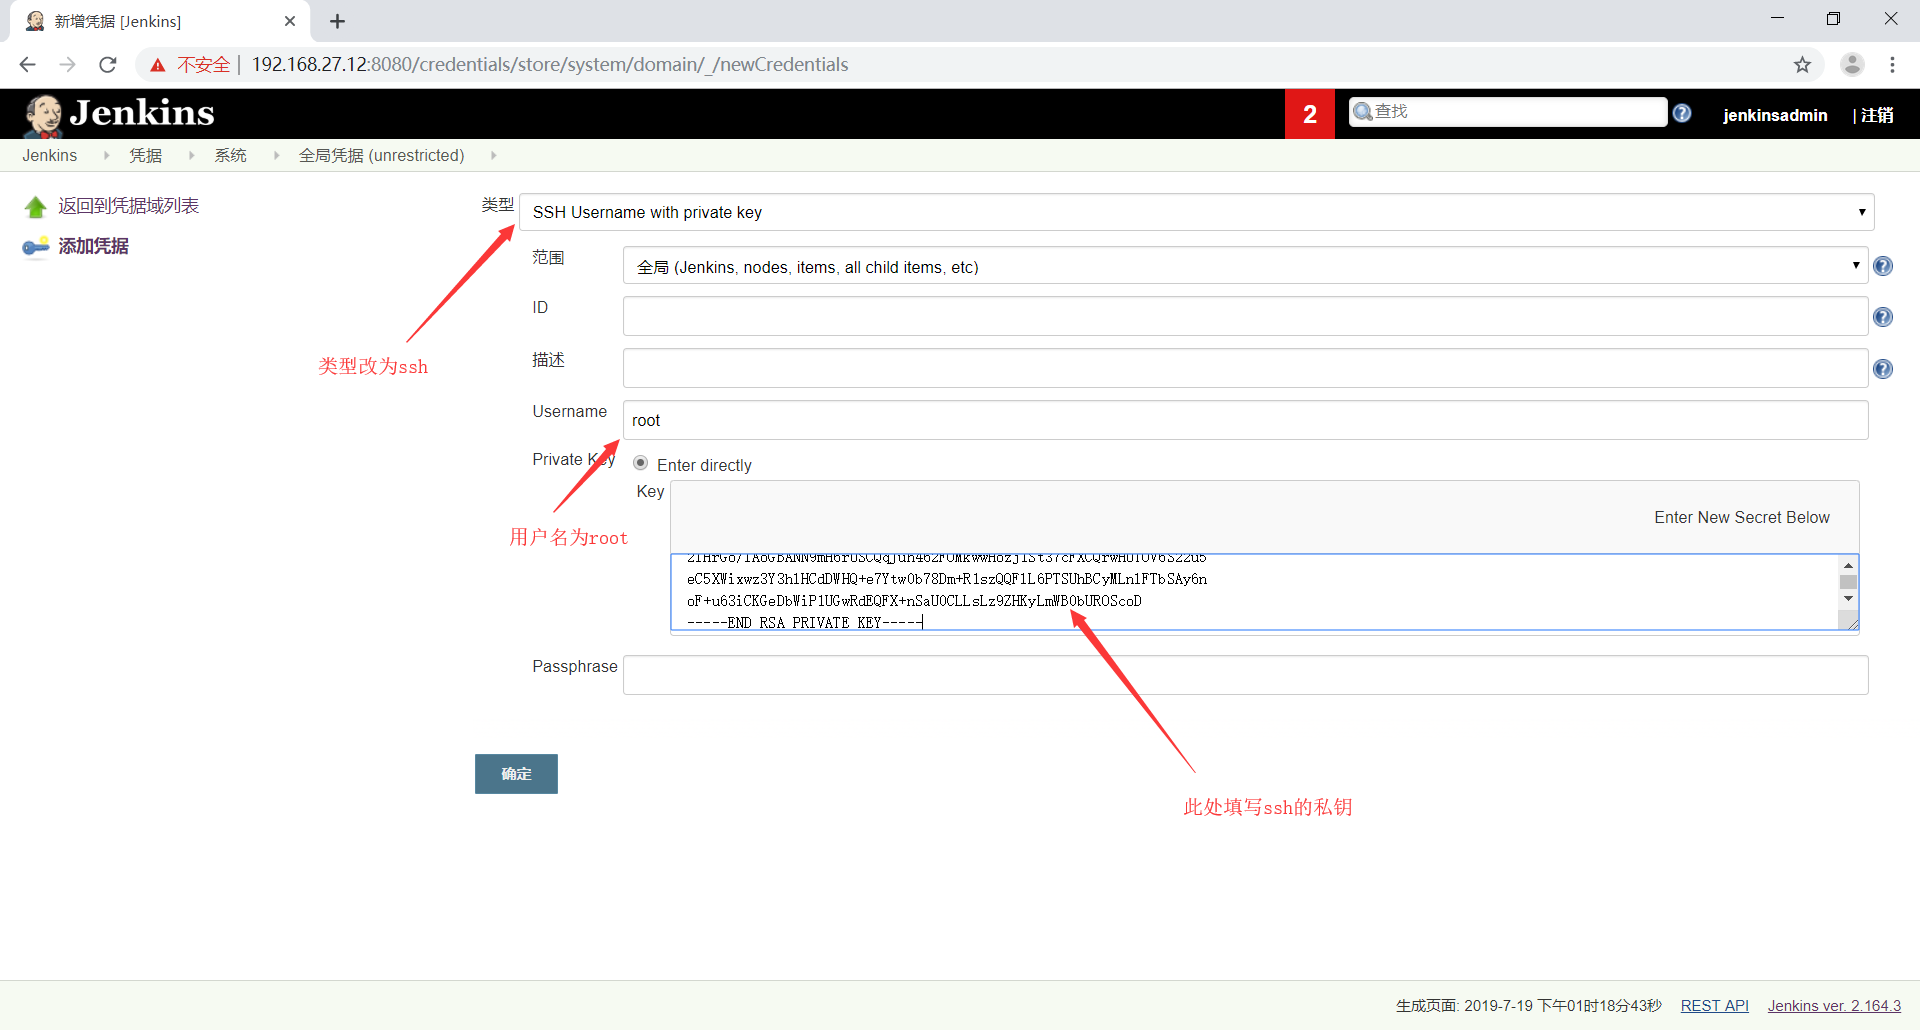 新增凭据 [Jenkins]
不安全 | 192.168.27.12:8080/credentials/store/system/domain/_/newCredentials
Jenkins
2
查找
jenkinsadmin
| 注销
Jenkins
凭据
系统
全局凭据 (unrestricted)
返回到凭据域列表
添加凭据
类型
SSH Username with private key
范围
全局 (Jenkins, nodes, items, all child items, etc)
ID
类型改为ssh
描述
Username
root
Private Key
Enter directly
Key
Enter New Secret Below
用户名为root
eC5XWixwz3Y3h1HCdDWHQ+e7Ytw0b78Dm+R1szQQF1L6PTSUhBCyMLn1FTbSAy6n
oF+u63iCKGeDbWiP1UGwRdEQFX+nSaU0CLLsLz9ZHKyLmWB0bUROScoD
-----END RSA PRIVATE KEY-----
Passphrase
确定
此处填写ssh的私钥
生成页面: 2019-7-19 下午01时18分43秒
REST API
Jenkins ver. 2.164.3